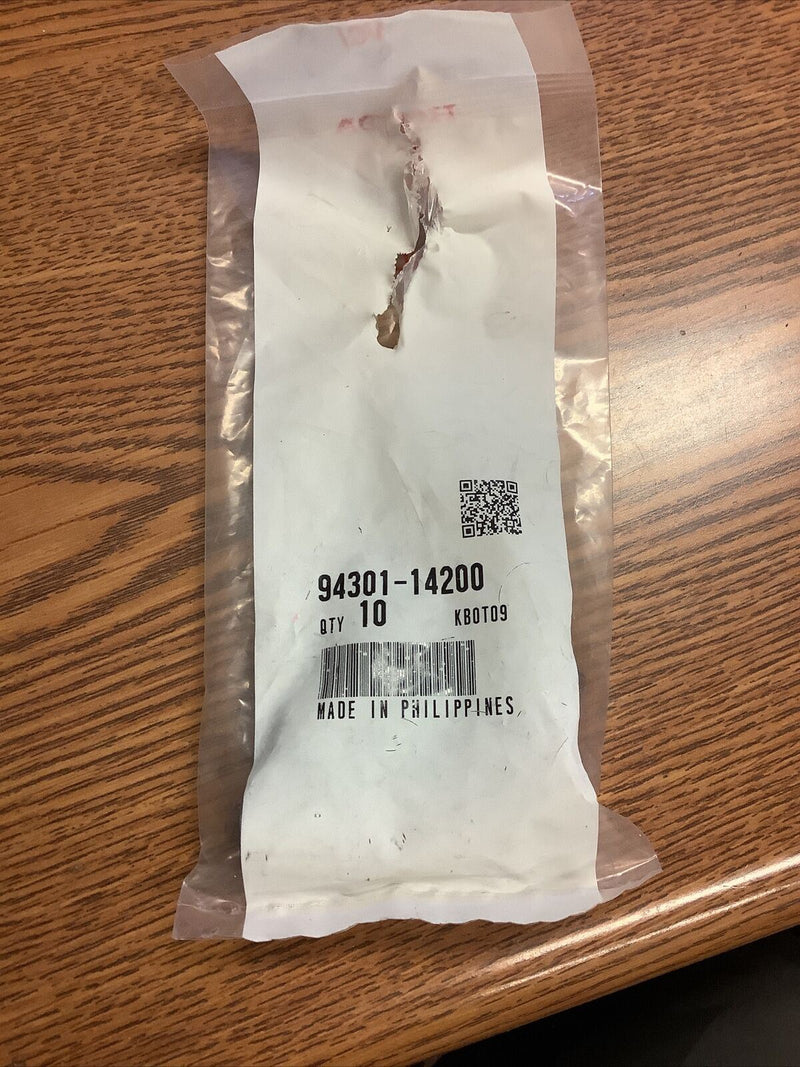 94301-14200
QTY 10 KBOT09
MADE IN PHILIPPINES